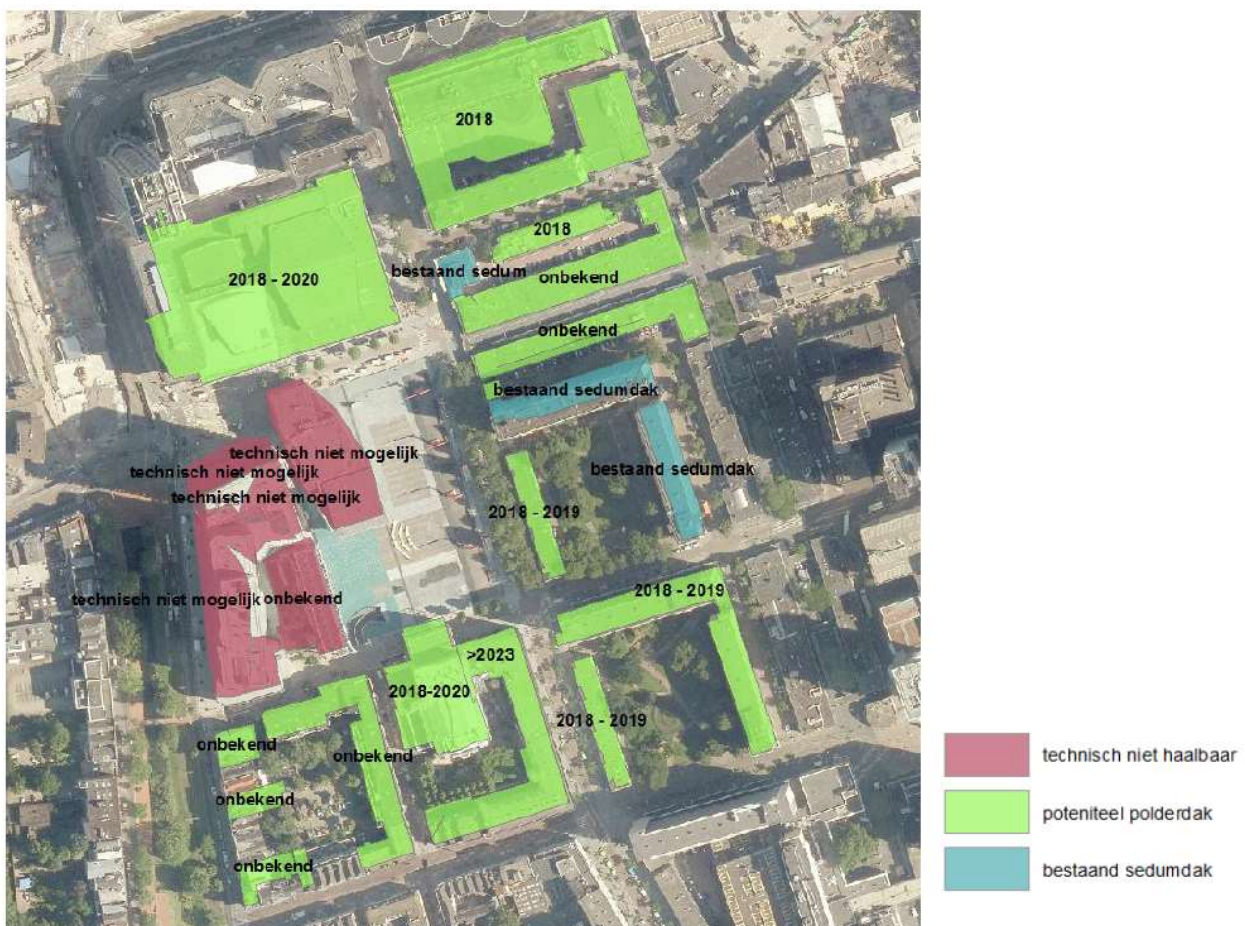 2018
2018
2018 - 2020
bestaand sedum
onbekend
onbekend
bestaand sedumdak
technisch niet mogelijk
technisch niet mogelijk
bestaand sedumdak
technisch niet mogelijk
2018 - 2019
technisch niet mogelijk
onbekend
2018 - 2019
>2023
2018-2020
2018 - 2019
onbekend
onbekend
onbekend
onbekend
technisch niet haalbaar
poteniteel polderdak
bestaand sedumdak